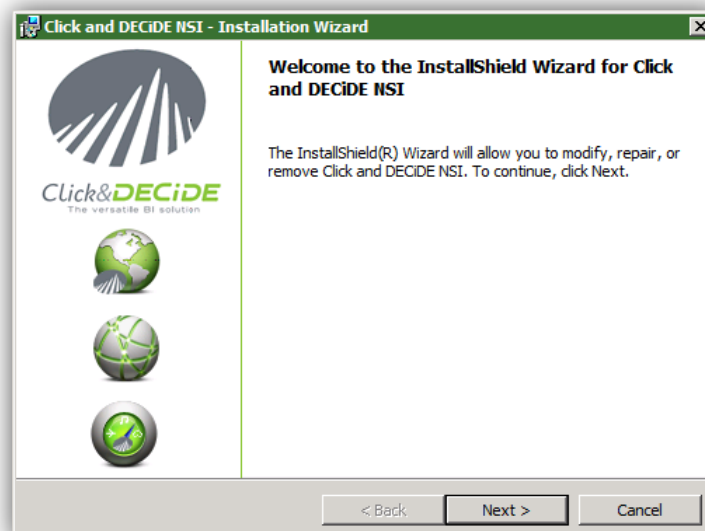 Click and DECiDE NSI - Installation Wizard
Welcome to the InstallShield Wizard for Click
and DECiDE NSI
The InstallShield(R) Wizard will allow you to modify, repair, or
remove Click and DECiDE NSI. To continue, click Next.
Click&DECiDE
The versatile BI solution
< Back
Next >
Cancel